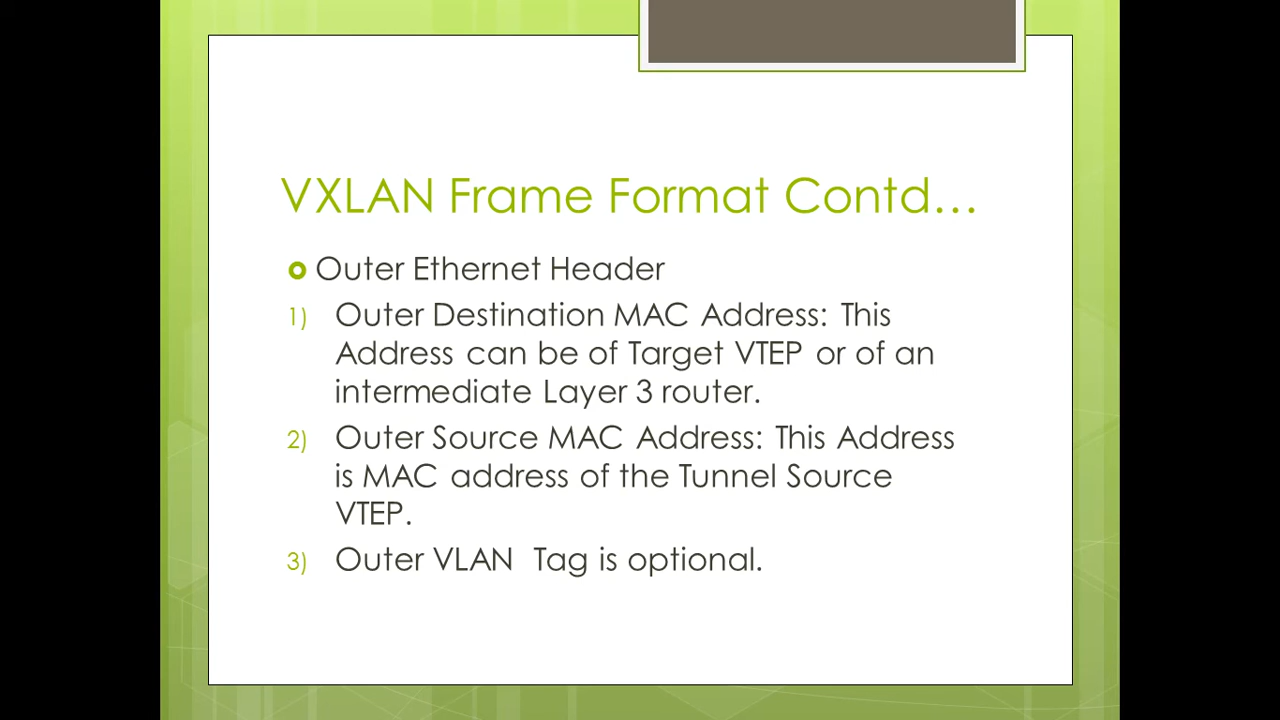 VXLAN Frame Format Contd…
Outer Ethernet Header
1) Outer Destination MAC Address: This
Address can be of Target VTEP or of an
intermediate Layer 3 router.
2) Outer Source MAC Address: This Address
is MAC address of the Tunnel Source
VTEP.
3) Outer VLAN Tag is optional.